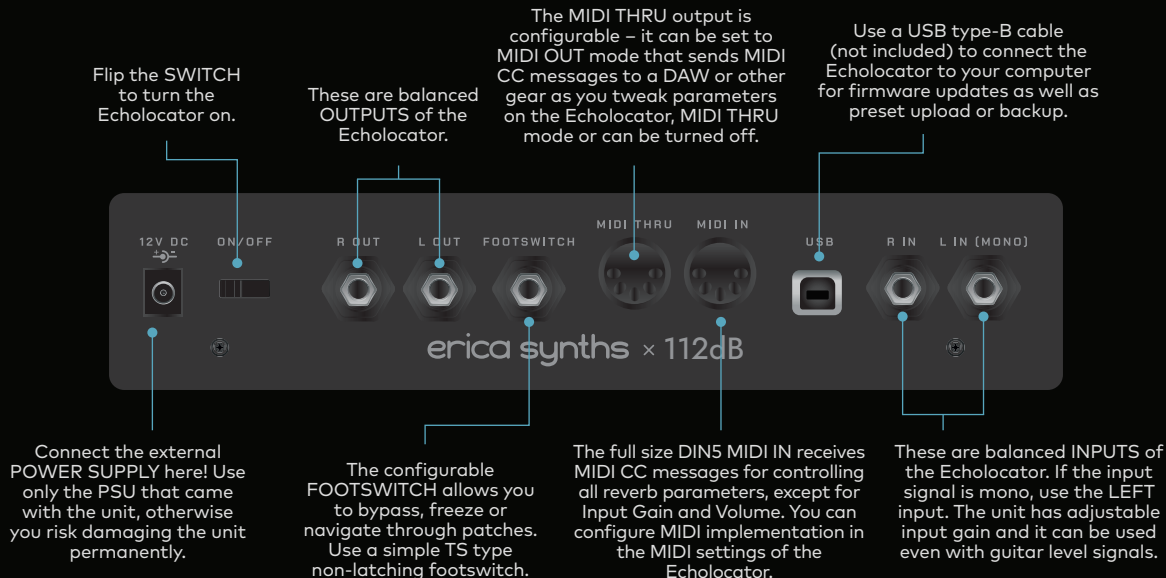 Flip the SWITCH
to turn the
Echolocator on.
These are balanced
OUTPUTS of the
Echolocator.
The MIDI THRU output is
configurable – it can be set to
MIDI OUT mode that sends MIDI
CC messages to a DAW or other
gear as you tweak parameters
on the Echolocator, MIDI THRU
mode or can be turned off.
Use a USB type-B cable
(not included) to connect the
Echolocator to your computer
for firmware updates as well as
preset upload or backup.
12V DC
ON/OFF
R OUT
L OUT
FOOTSWITCH
MIDI THRU
MIDI IN
USB
R IN
L IN (MONO)
erica synths × 112dB
Connect the external
POWER SUPPLY here! Use
only the PSU that came
with the unit, otherwise
you risk damaging the unit
permanently.
The configurable
FOOTSWITCH allows you
to bypass, freeze or
navigate through patches.
Use a simple TS type
non-latching footswitch.
The full size DIN5 MIDI IN receives
MIDI CC messages for controlling
all reverb parameters, except for
Input Gain and Volume. You can
configure MIDI implementation in
the MIDI settings of the
Echolocator.
These are balanced INPUTS of
the Echolocator. If the input
signal is mono, use the LEFT
input. The unit has adjustable
input gain and it can be used
even with guitar level signals.